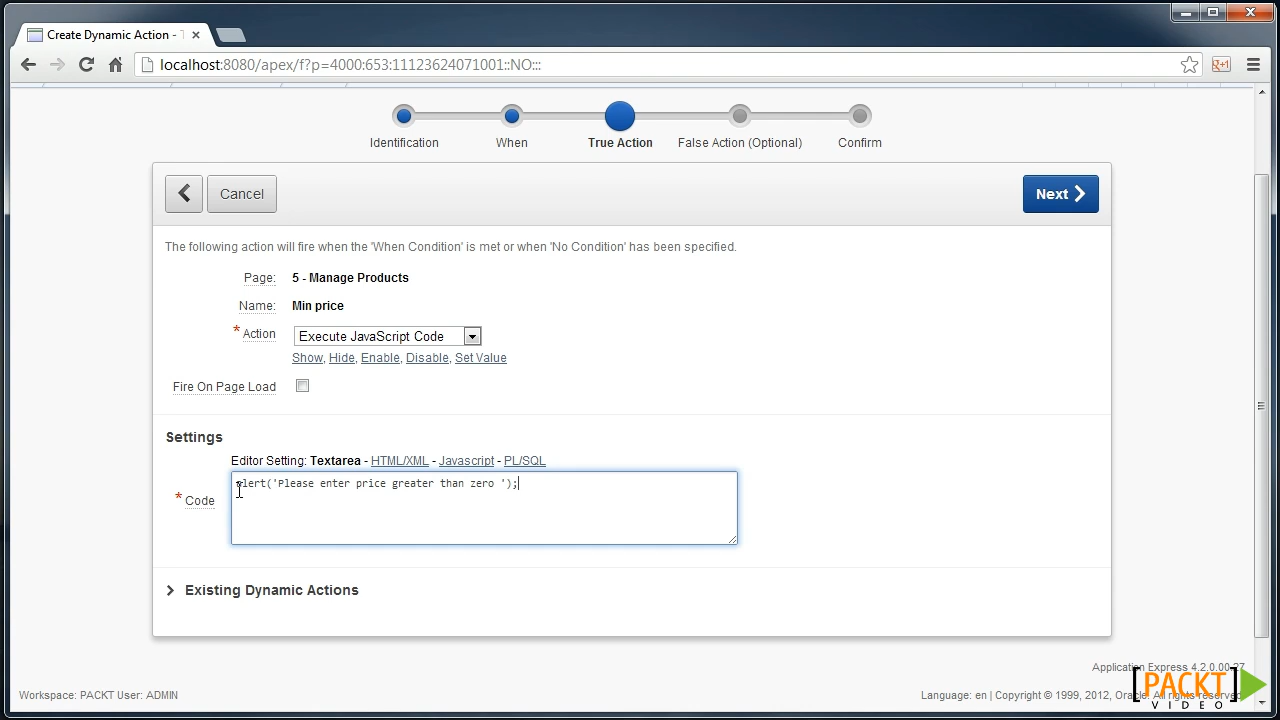 Create Dynamic Action - T
localhost:8080/apex/f?p=4000:653:11123624071001::NO:::
Identification
When
True Action
False Action (Optional)
Confirm
Cancel
Next
The following action will fire when the 'When Condition' is met or when 'No Condition' has been specified.
Page: 5 - Manage Products
Name: Min price
* Action Execute JavaScript Code
Show, Hide, Enable, Disable, Set Value
Fire On Page Load
Settings
Editor Setting: Textarea - HTML/XML - Javascript - PL/SQL
* Code
alert('Please enter price greater than zero ');
Existing Dynamic Actions
Application Express 4.2.0.00.27
Workspace: PACKT User: ADMIN
Language: en | Copyright © 1999, 2012, Oracle. All rights reserved.
[PACKT]
VIDEO